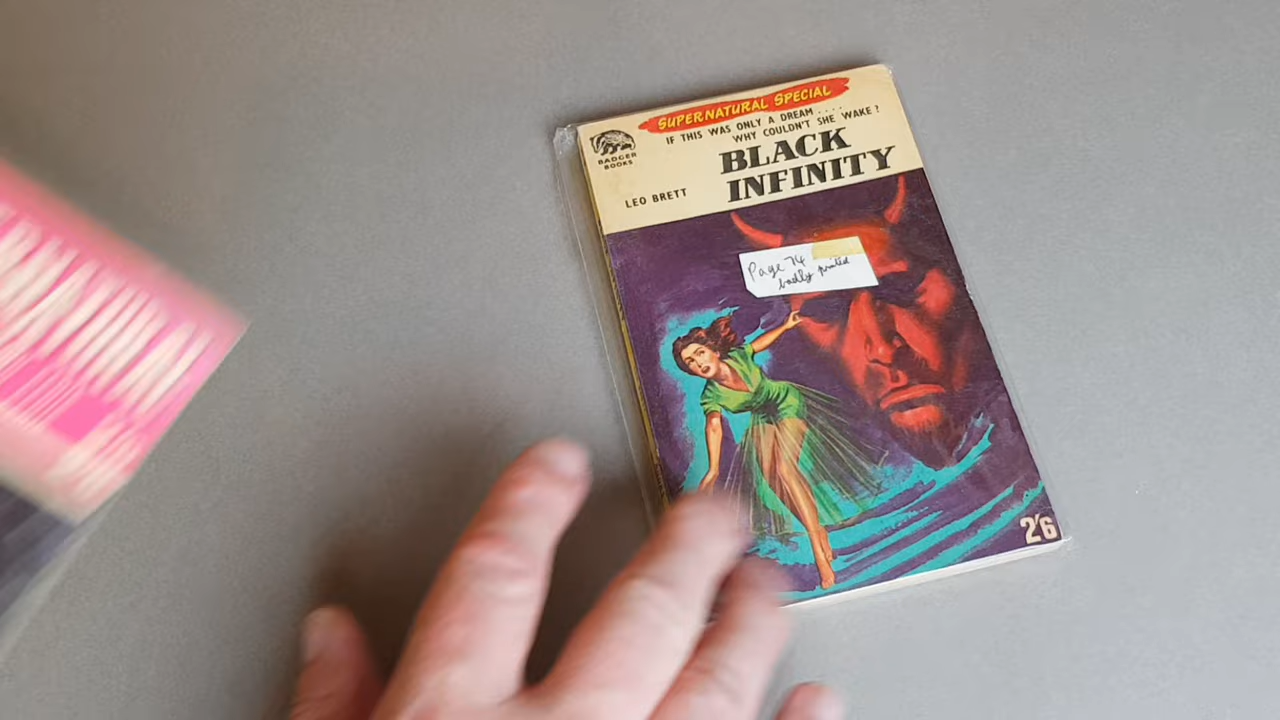 SUPERNATURAL SPECIAL
IF THIS WAS ONLY A DREAM ....
WHY COULDN'T SHE WAKE?
BADGER
BOOKS
BLACK
INFINITY
LEO BRETT
Page 74
badly printed
2'6